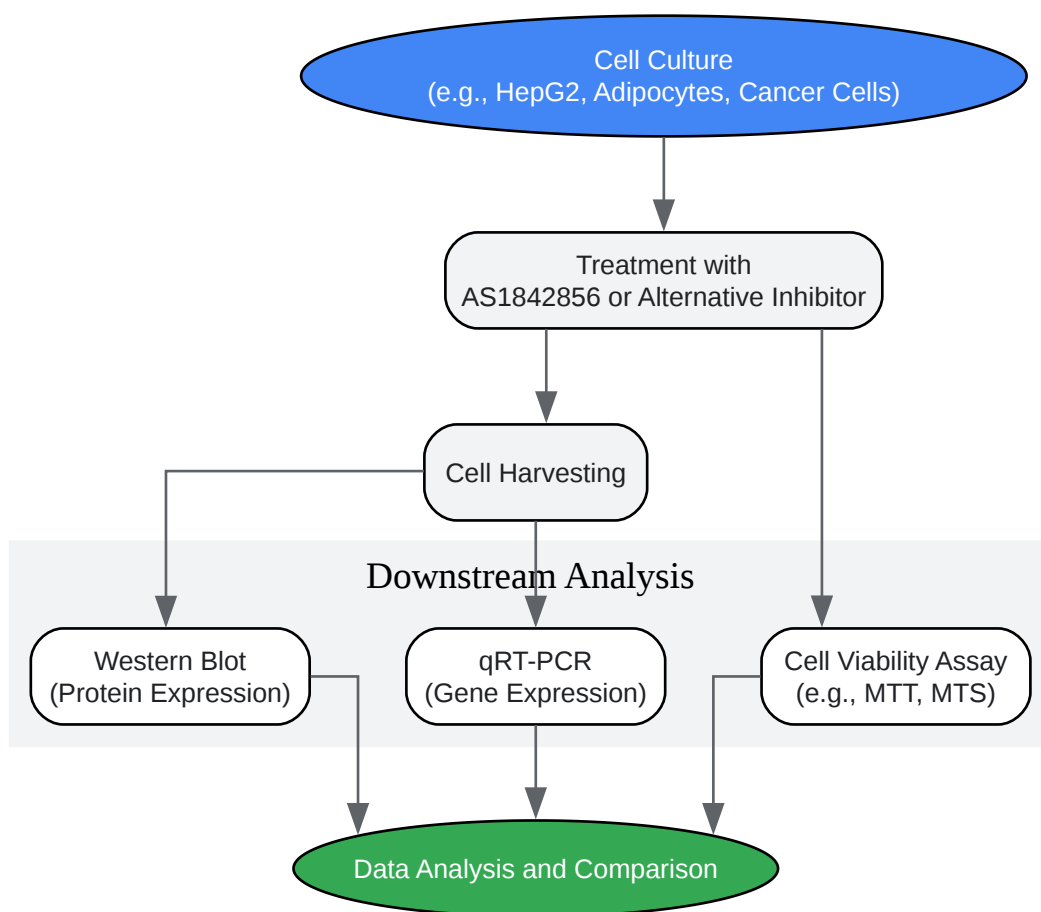 Cell Culture
(e.g., HepG2, Adipocytes, Cancer Cells)
Treatment with
AS1842856 or Alternative Inhibitor
Cell Harvesting
Downstream Analysis
Western Blot
(Protein Expression)
qRT-PCR
(Gene Expression)
Cell Viability Assay
(e.g., MTT, MTS)
Data Analysis and Comparison